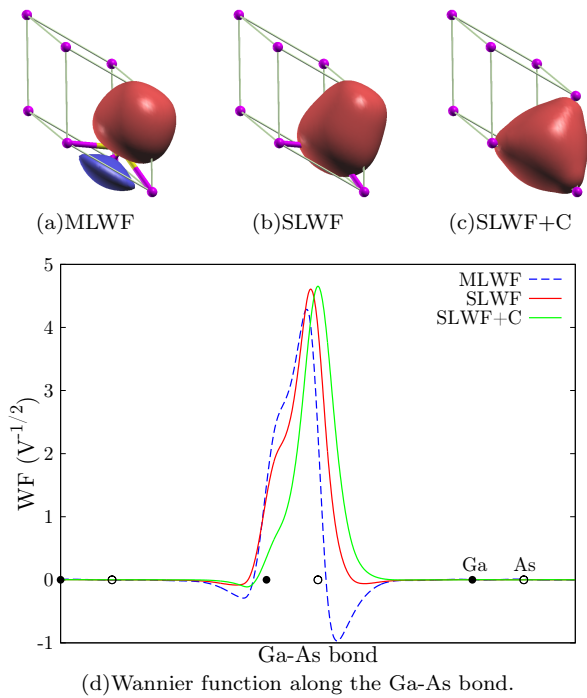 (a)MLWF
(b)SLWF
(c)SLWF+C
5
4
3
2
1
0
-1
WF (V^-1/2)
MLWF
SLWF
SLWF+C
Ga
As
Ga-As bond
(d)Wannier function along the Ga-As bond.